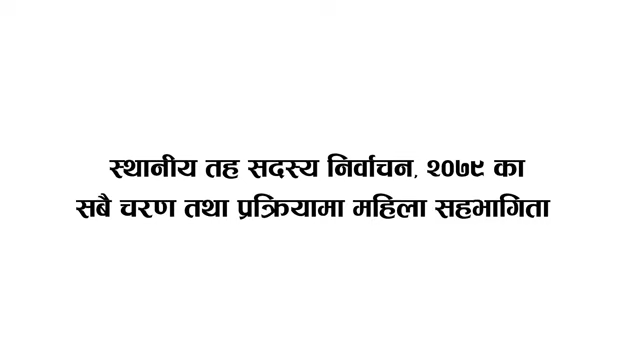 स्थानीय तह सदस्य निर्वाचन, २०७९ का
सबै चरण तथा प्रक्रियामा महिला सहभागिता